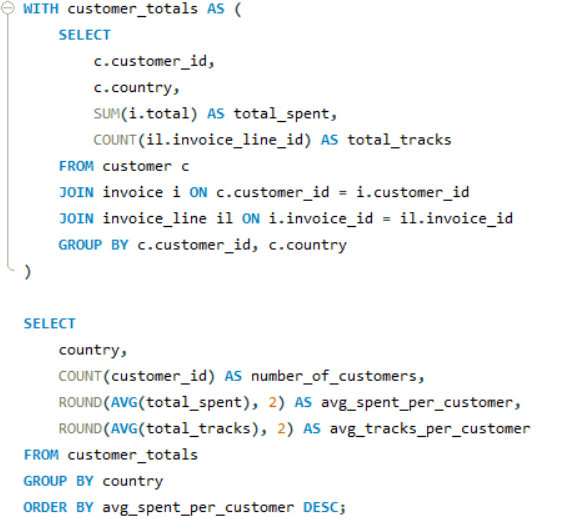 WITH customer_totals AS (
SELECT
c.customer_id,
c.country,
SUM(i.total) AS total_spent,
COUNT(il.invoice_line_id) AS total_tracks
FROM customer c
JOIN invoice i ON c.customer_id = i.customer_id
JOIN invoice_line il ON i.invoice_id = il.invoice_id
GROUP BY c.customer_id, c.country
)
SELECT
country,
COUNT(customer_id) AS number_of_customers,
ROUND(AVG(total_spent), 2) AS avg_spent_per_customer,
ROUND(AVG(total_tracks), 2) AS avg_tracks_per_customer
FROM customer_totals
GROUP BY country
ORDER BY avg_spent_per_customer DESC;